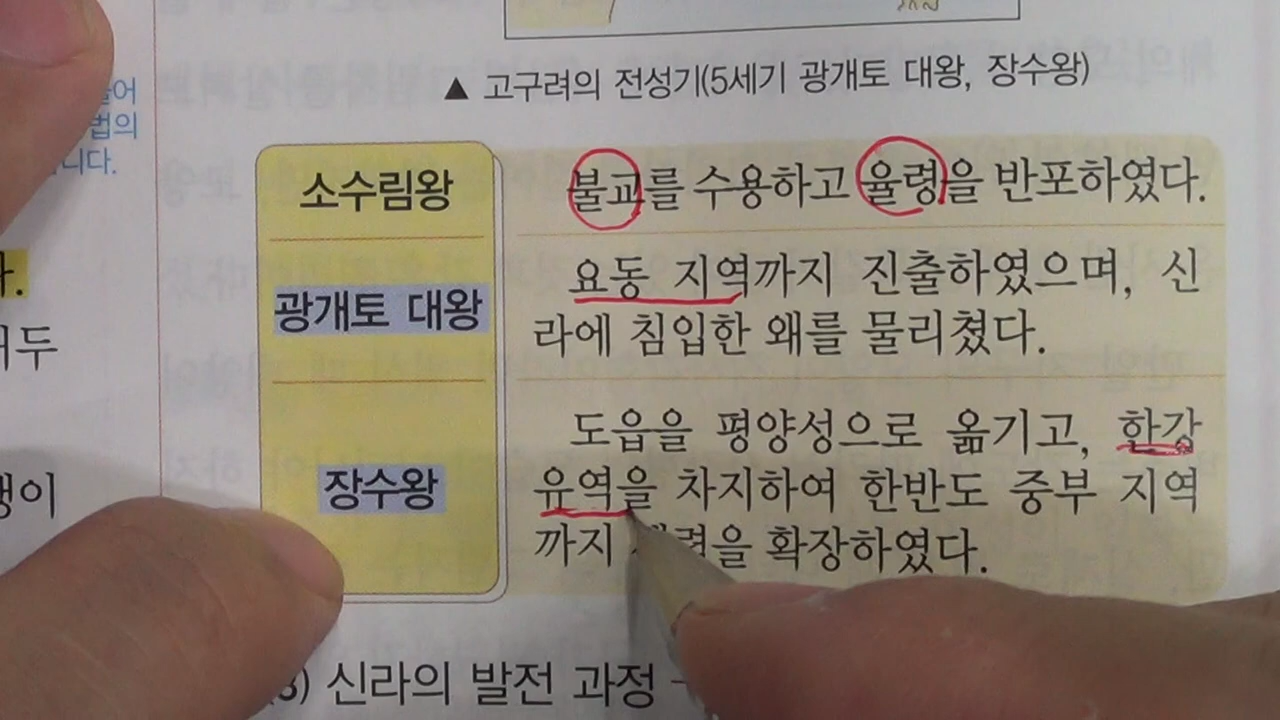 ▲ 고구려의 전성기(5세기 광개토 대왕, 장수왕)
소수림왕
불교를 수용하고 율령을 반포하였다.
광개토 대왕
요동 지역까지 진출하였으며, 신
라에 침입한 왜를 물리쳤다.
장수왕
도읍을 평양성으로 옮기고, 한강
유역을 차지하여 한반도 중부 지역
까지 확장하였다.
신라의 발전 과정